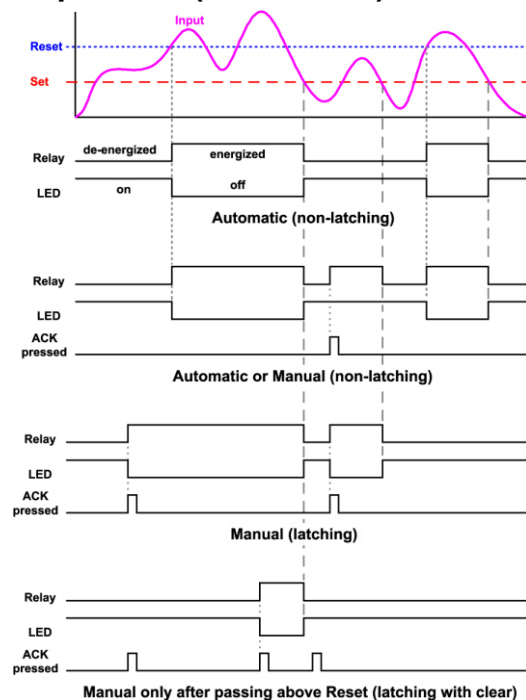 Input
Reset
Set
de-energized
energized
Relay
LED
on
off
Automatic (non-latching)
Relay
LED
ACK
pressed
Automatic or Manual (non-latching)
Relay
LED
ACK
pressed
Manual (latching)
Relay
LED
ACK
pressed
Manual only after passing above Reset (latching with clear)